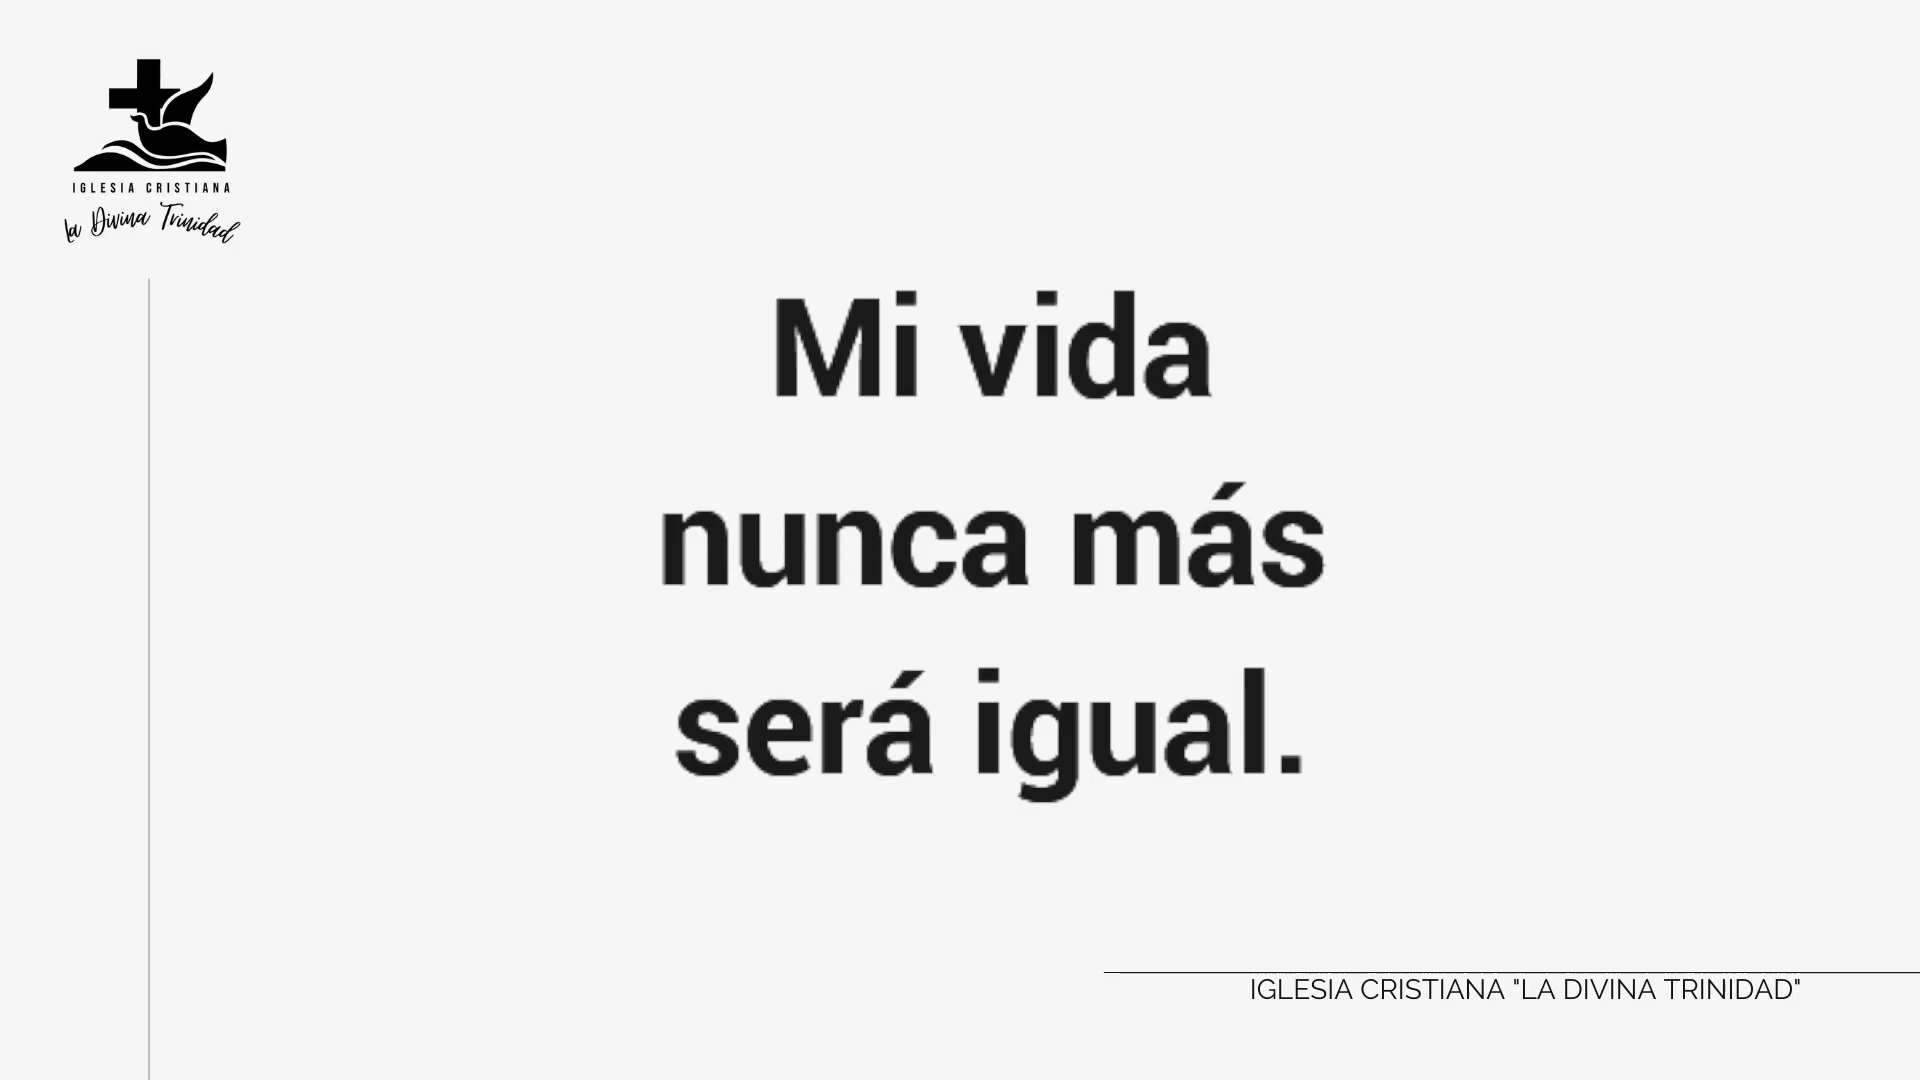 IGLESIA CRISTIANA
La Divina Trinidad
Mi vida
nunca más
será igual.
IGLESIA CRISTIANA "LA DIVINA TRINIDAD"